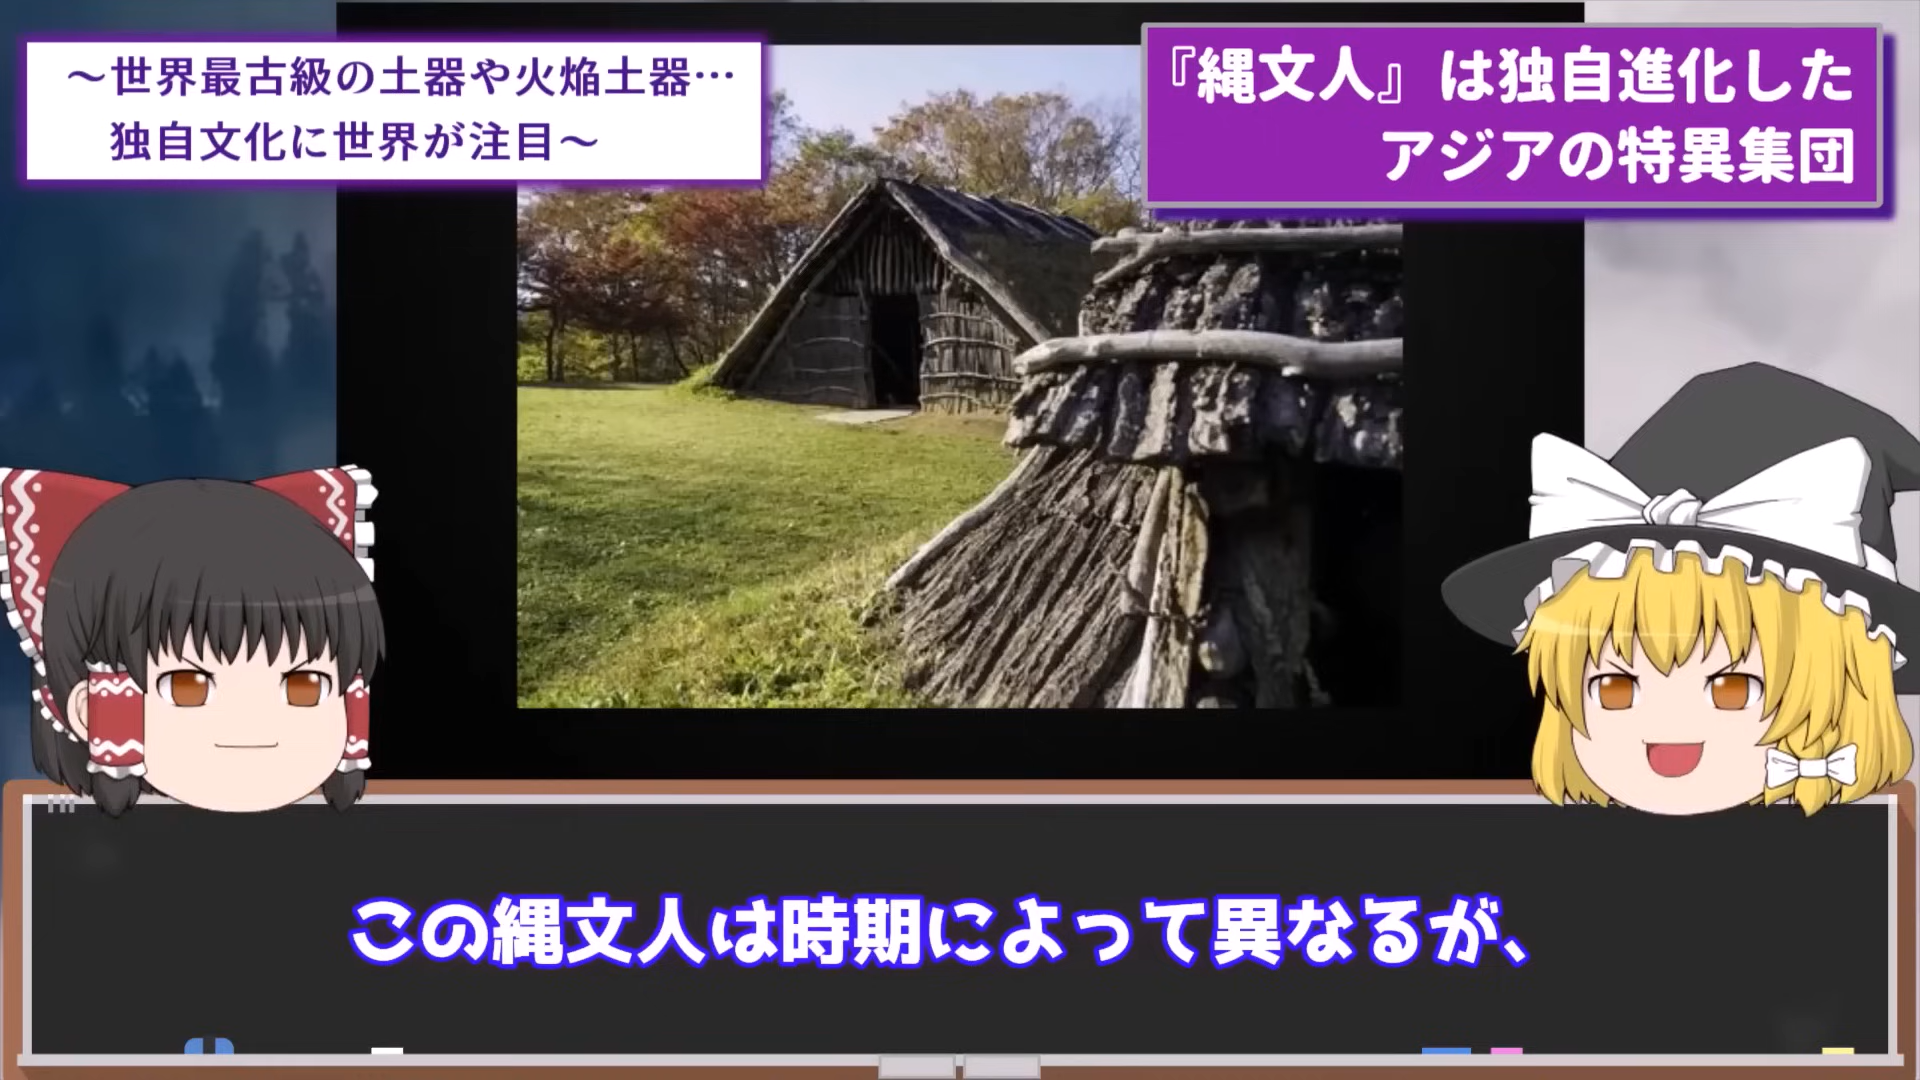 ～世界最古級の土器や火焔土器…
独自文化に世界が注目～
『縄文人』は独自進化した
アジアの特異集団
この縄文人は時期によって異なるが、